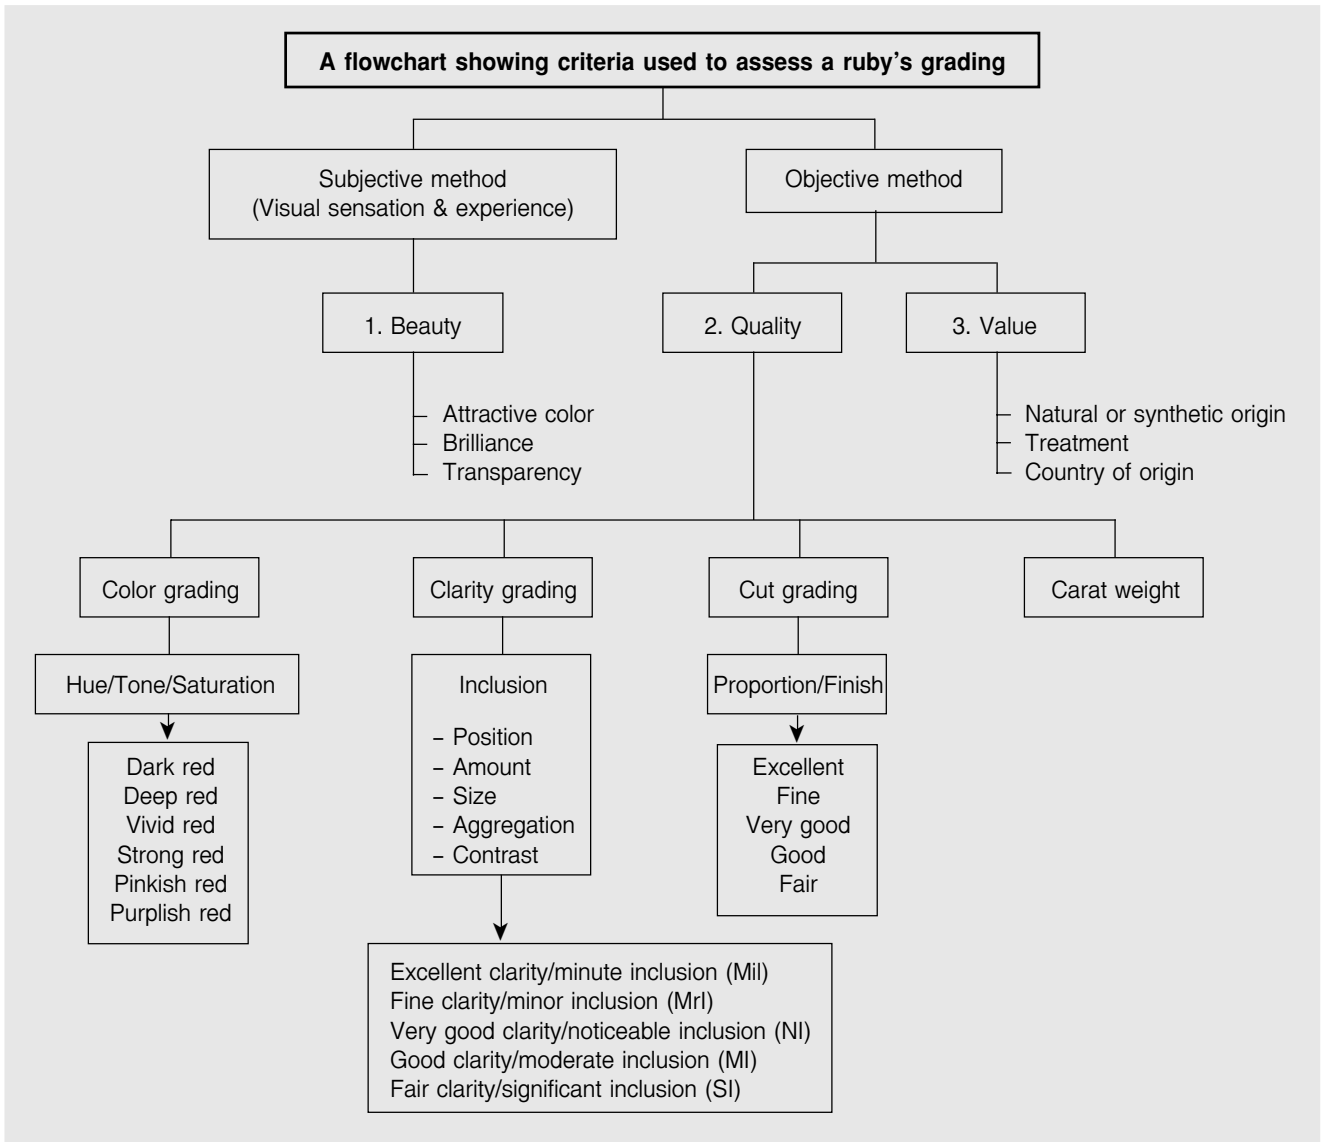 A flowchart showing criteria used to assess a ruby’s grading
Subjective method
(Visual sensation & experience)
Objective method
1. Beauty
2. Quality
3. Value
Attractive color
Brilliance
Transparency
Natural or synthetic origin
Treatment
Country of origin
Color grading
Clarity grading
Cut grading
Carat weight
Hue/Tone/Saturation
Inclusion
– Position
– Amount
– Size
– Aggregation
– Contrast
Proportion/Finish
Dark red
Deep red
Vivid red
Strong red
Pinkish red
Purplish red
Excellent
Fine
Very good
Good
Fair
Excellent clarity/minute inclusion (MiI)
Fine clarity/minor inclusion (MrI)
Very good clarity/noticeable inclusion (NI)
Good clarity/moderate inclusion (MI)
Fair clarity/significant inclusion (SI)